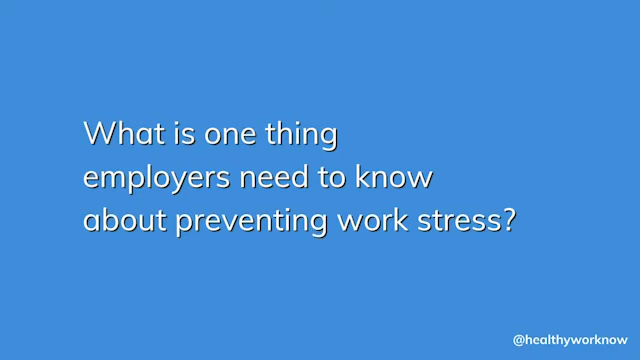 What is one thing
employers need to know
about preventing work stress?
@healthyworknow